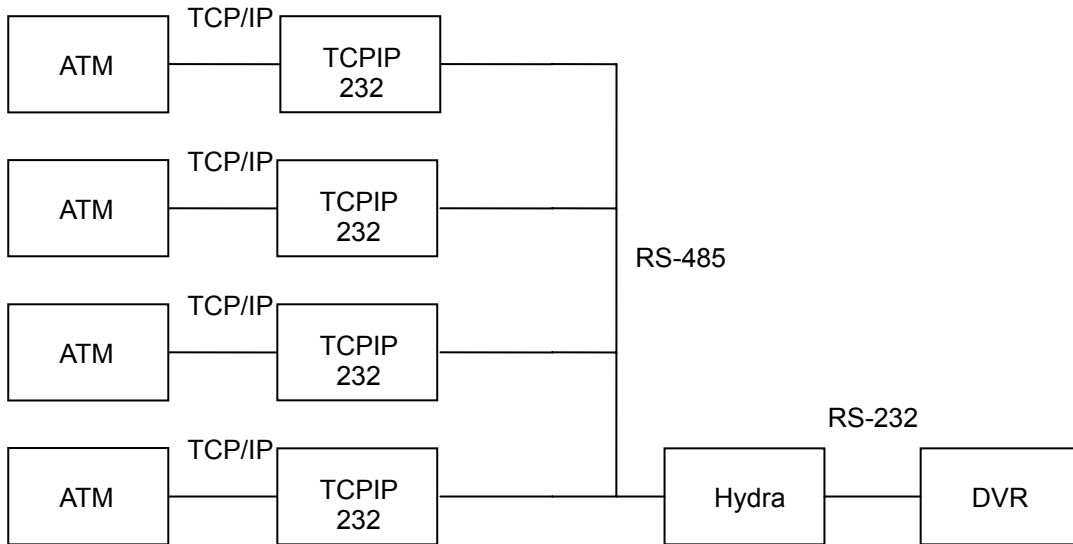 TCP/IP
ATM
TCPIP
232
TCP/IP
ATM
TCPIP
232
RS-485
TCP/IP
ATM
TCPIP
232
RS-232
TCP/IP
ATM
TCPIP
232
Hydra
DVR